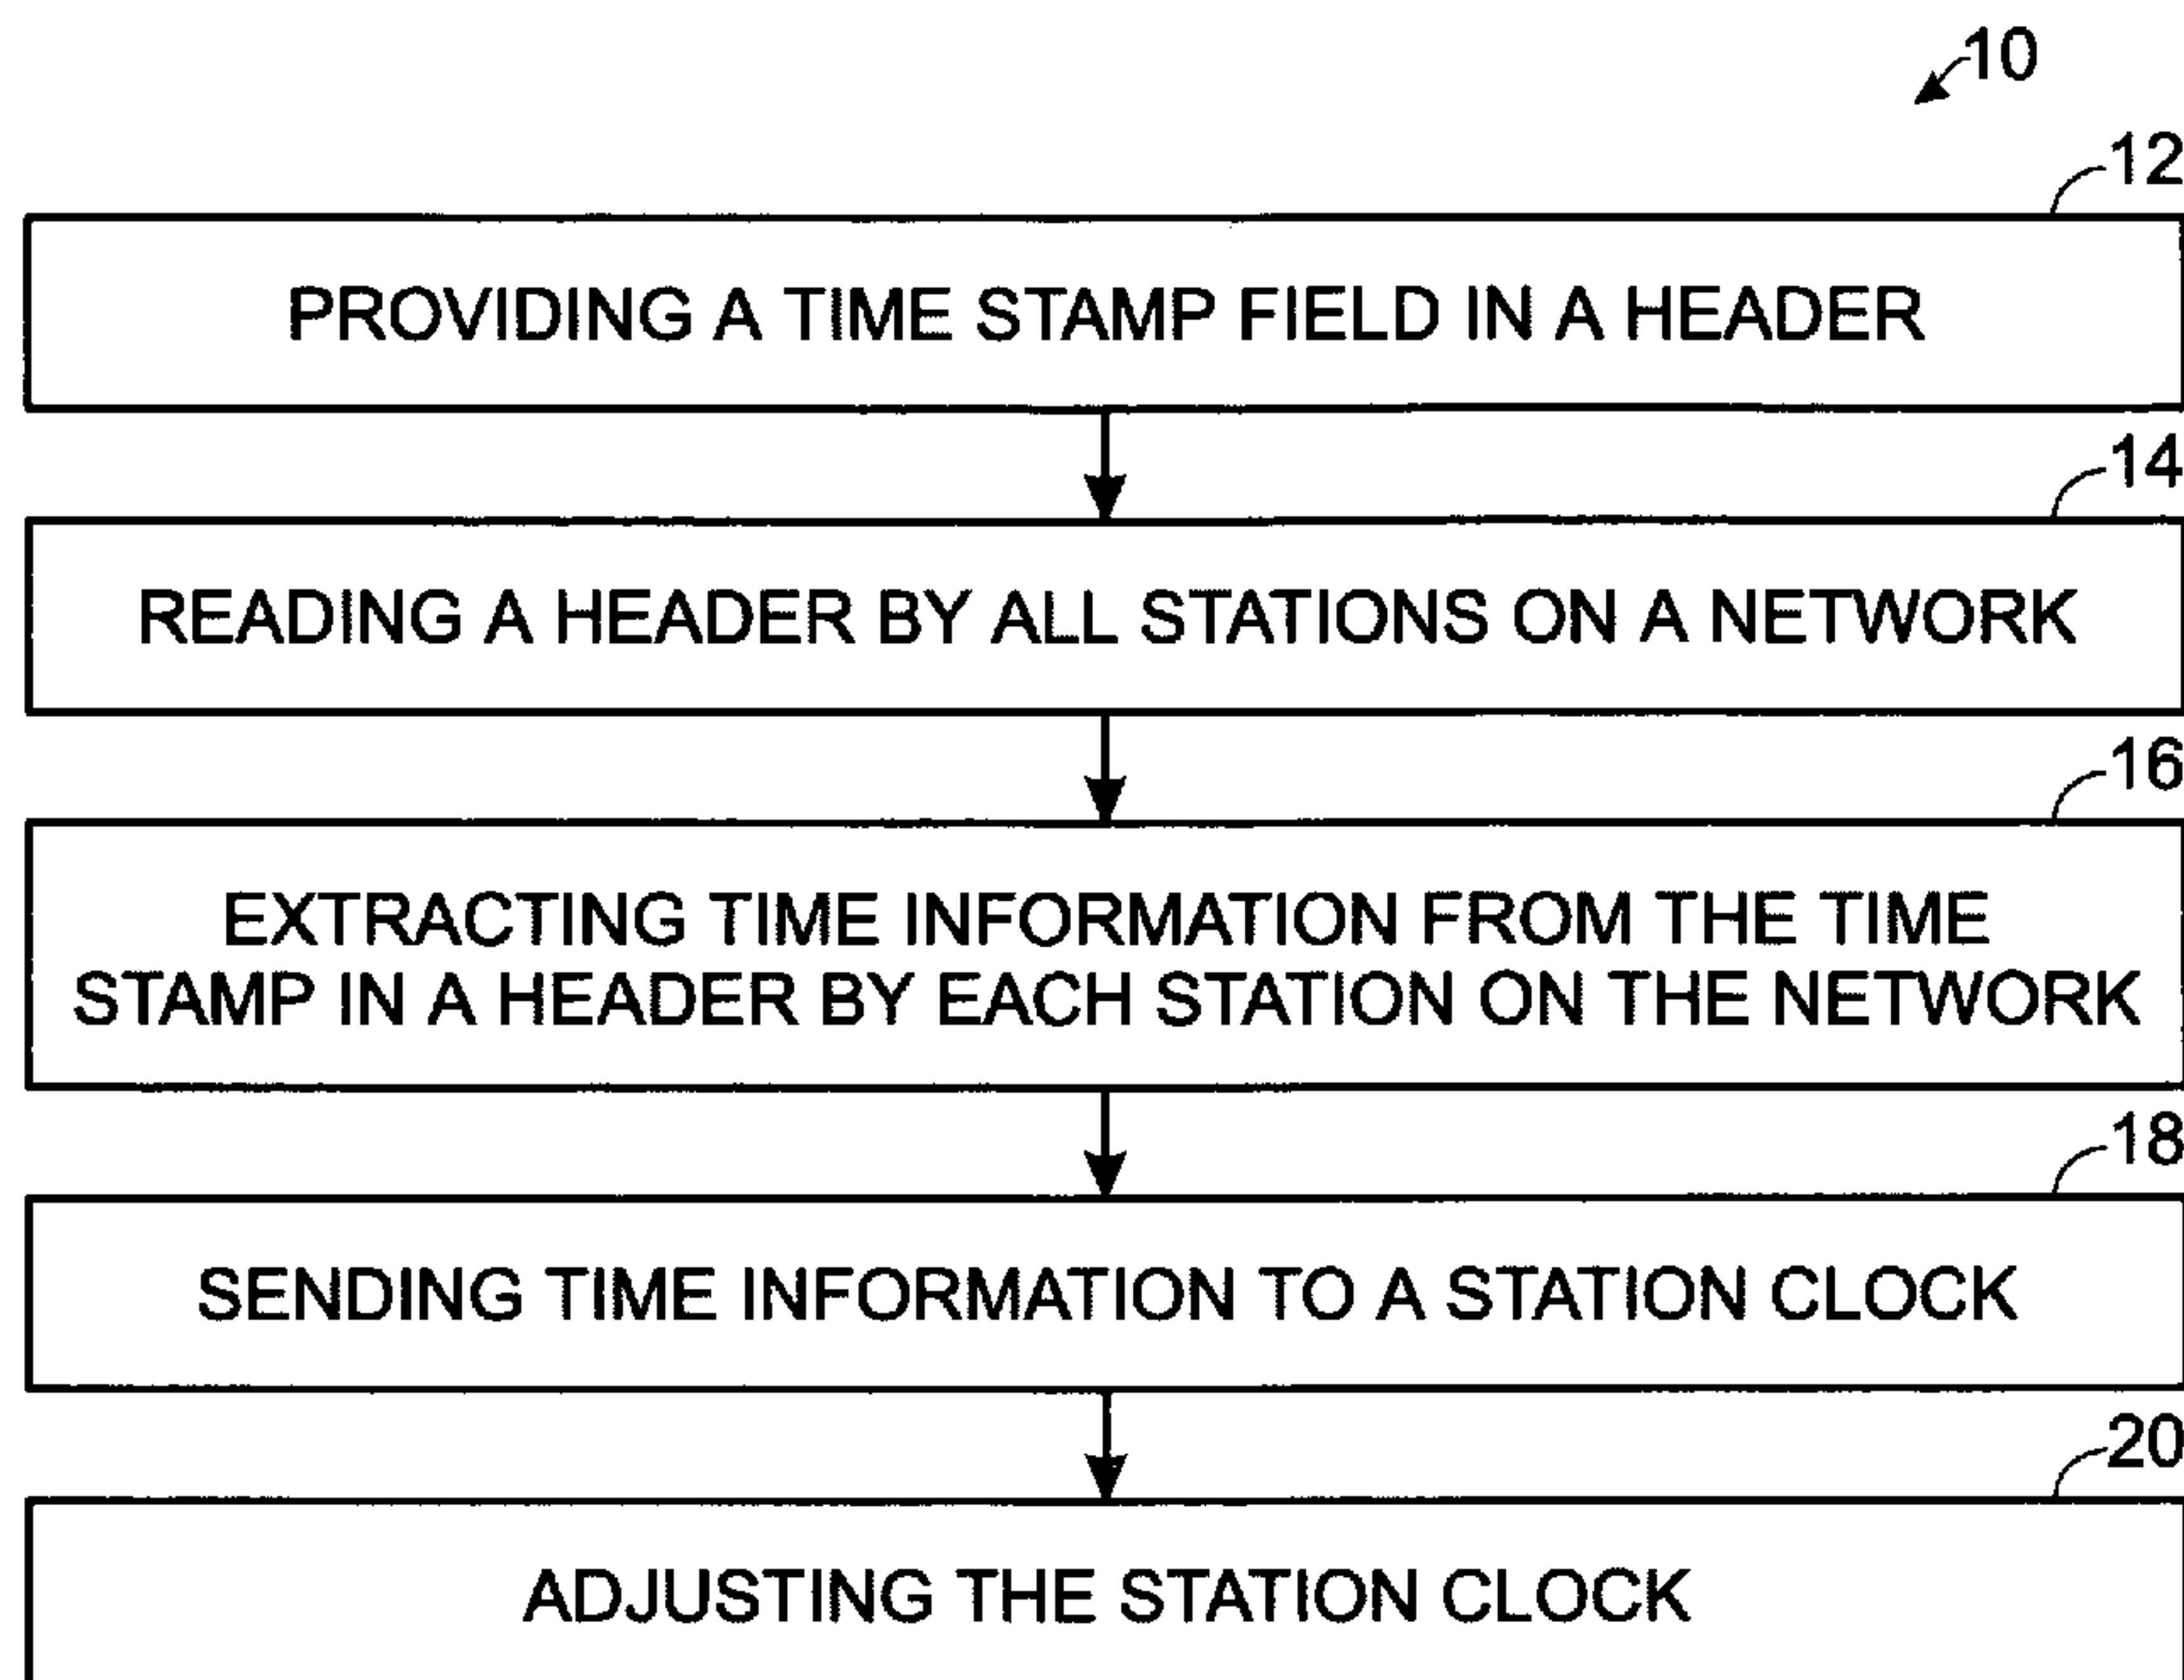 10
12
PROVIDING A TIME STAMP FIELD IN A HEADER
14
READING A HEADER BY ALL STATIONS ON A NETWORK
16
EXTRACTING TIME INFORMATION FROM THE TIME
STAMP IN A HEADER BY EACH STATION ON THE NETWORK
18
SENDING TIME INFORMATION TO A STATION CLOCK
20
ADJUSTING THE STATION CLOCK